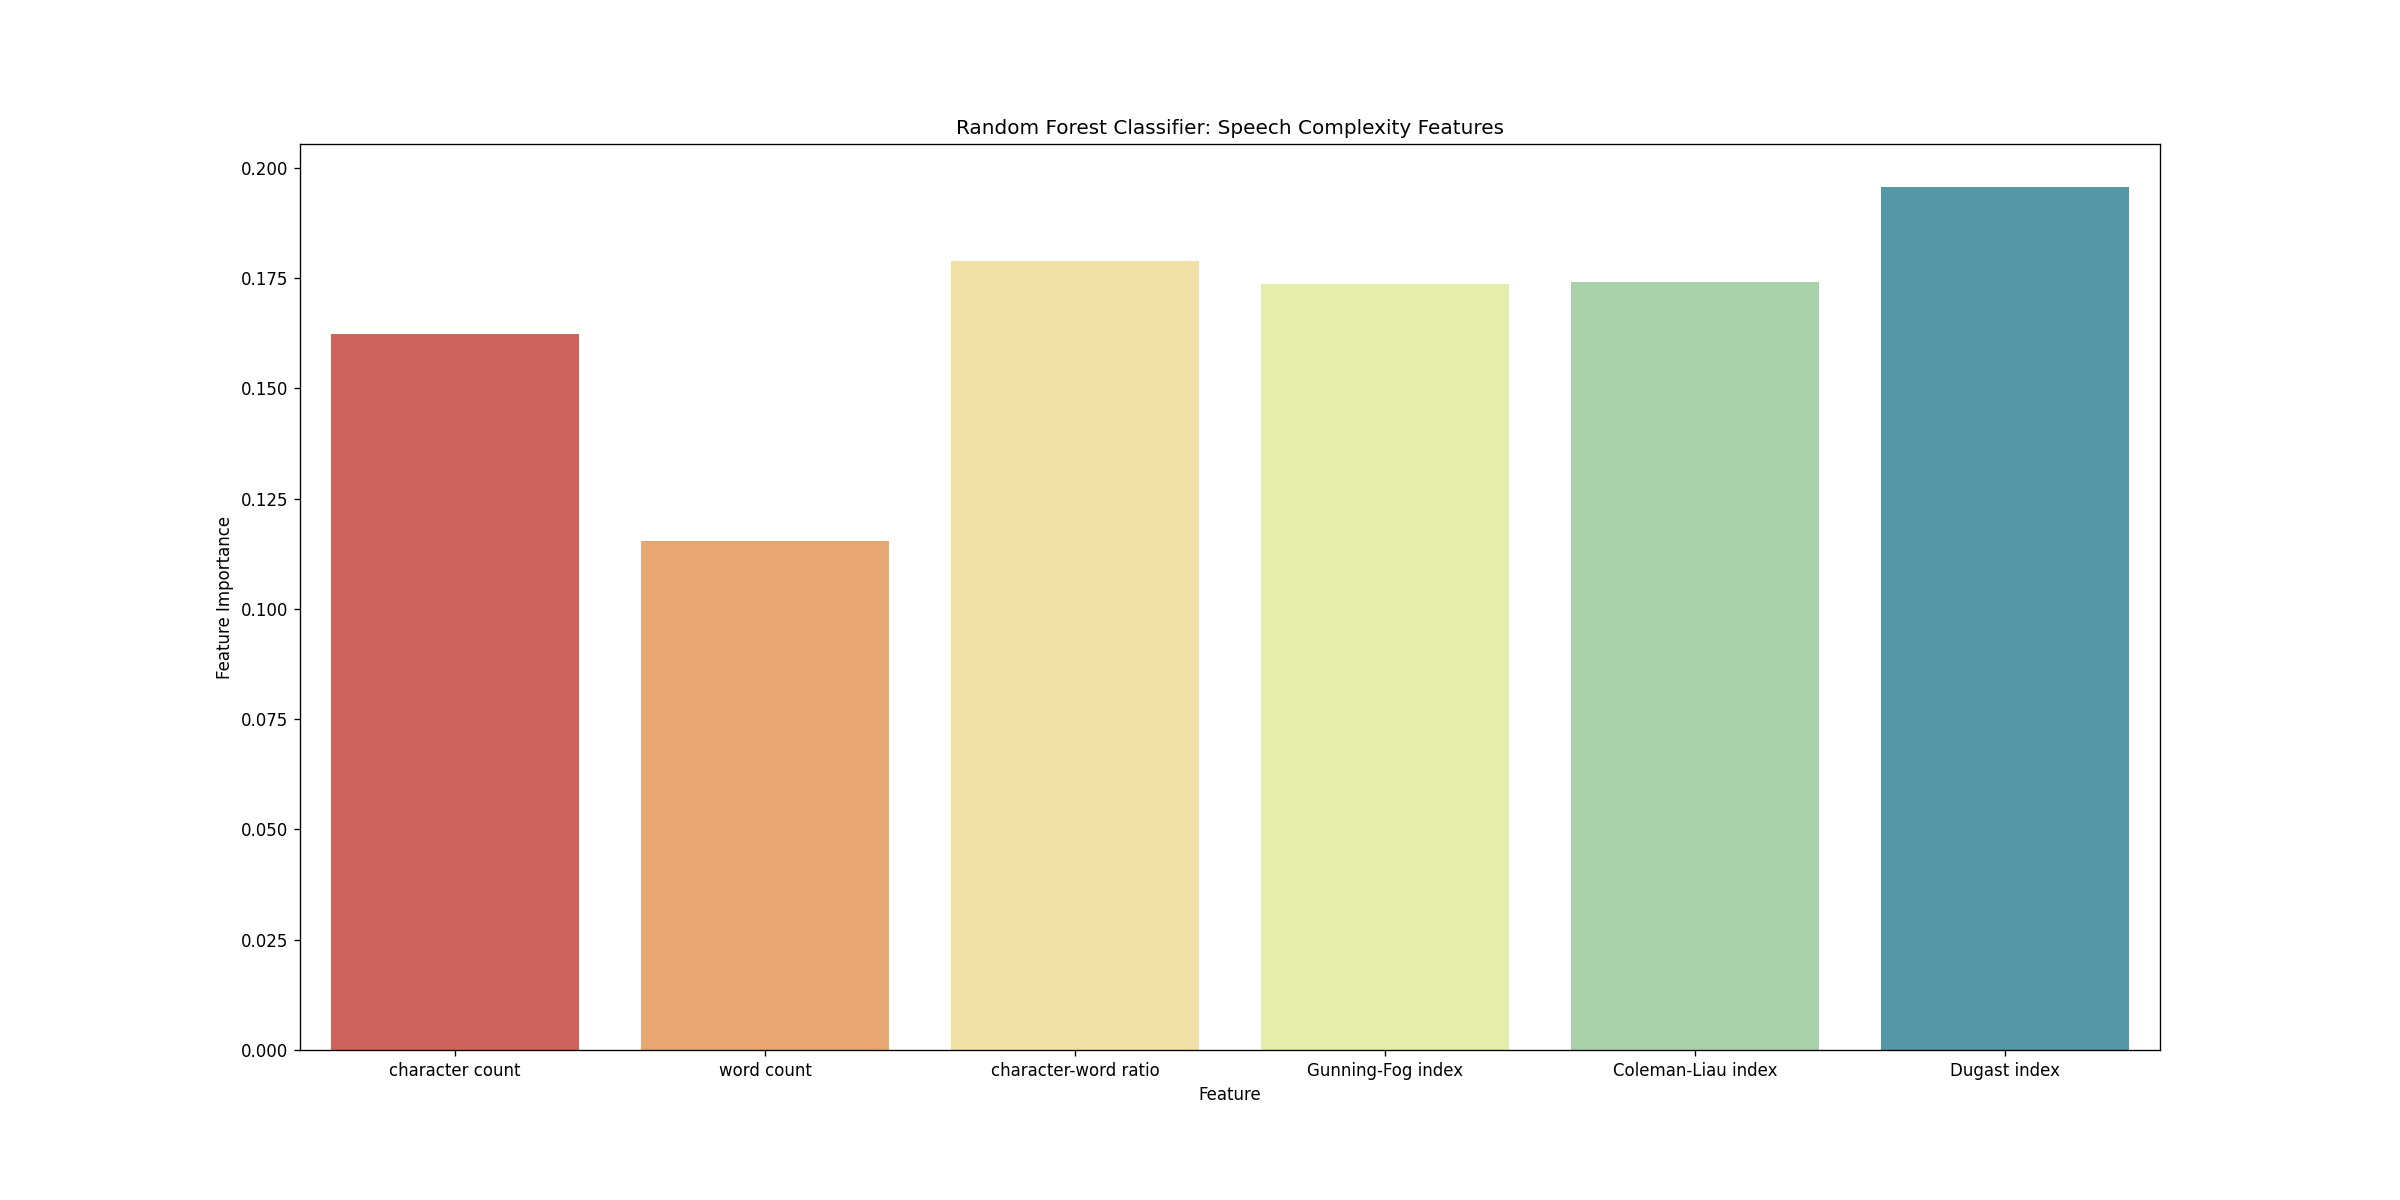 Random Forest Classifier: Speech Complexity Features
Feature Importance
0.200
0.175
0.150
0.125
0.100
0.075
0.050
0.025
0.000
character count word count character-word ratio Gunning-Fog index Coleman-Liau index Dugast index
Feature